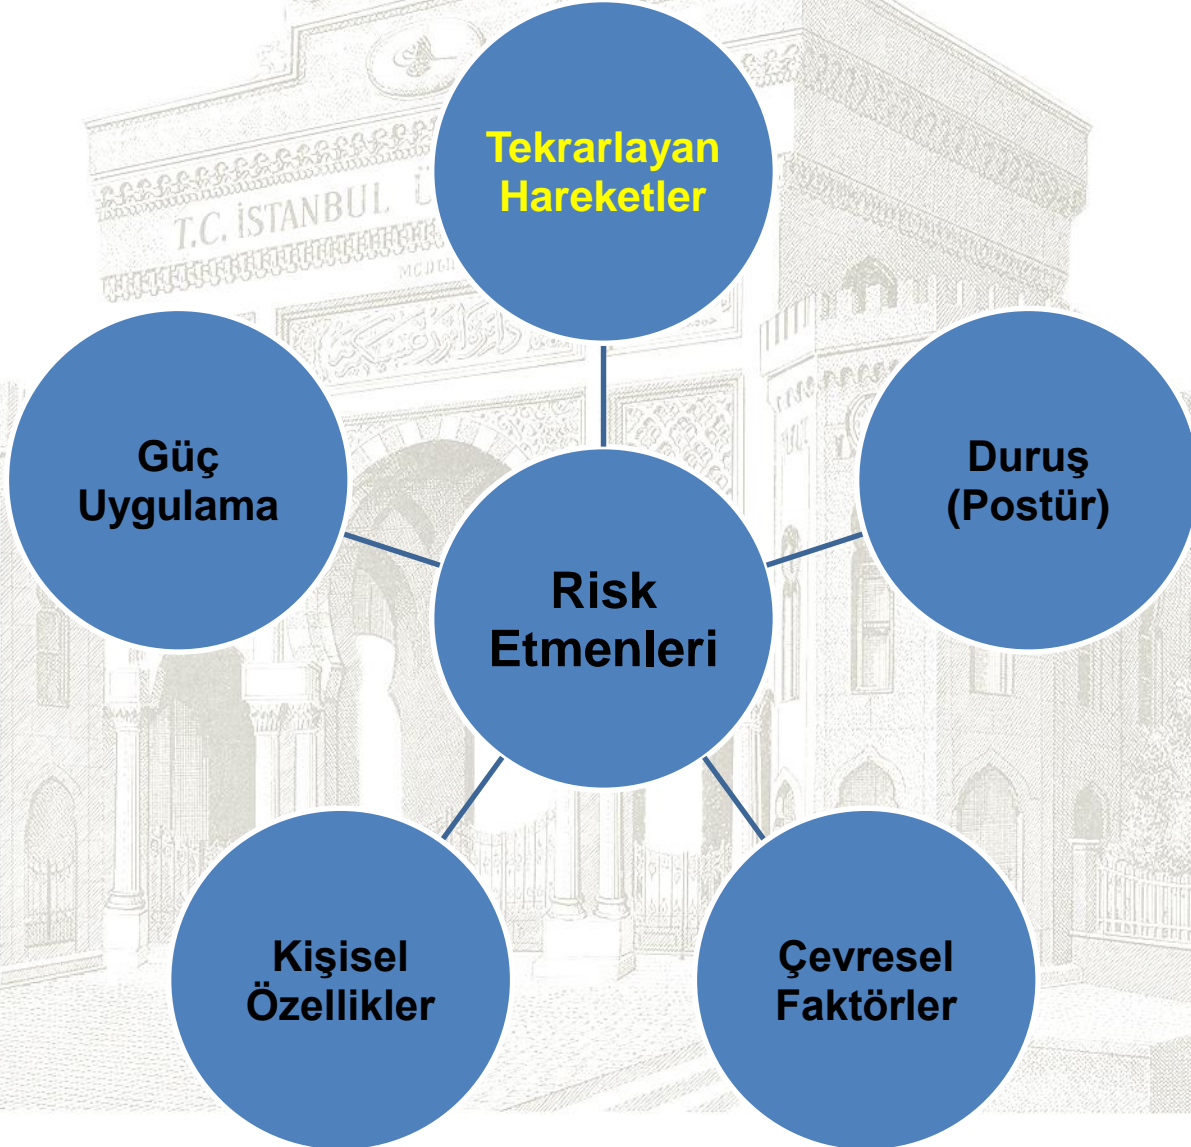 Tekrarlayan
Hareketler
T.C. İSTANBUL Ü
Güç
Uygulama
Duruş
(Postür)
Risk
Etmenleri
Kişisel
Özellikler
Çevresel
Faktörler